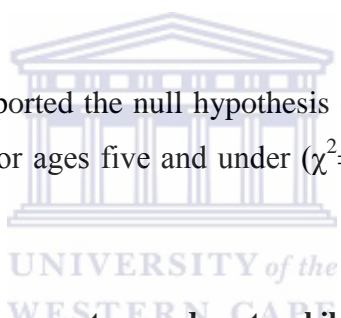 ported the null hypothesis
or ages five and under (χ²=
UNIVERSITY of the
WESTERN CAPE